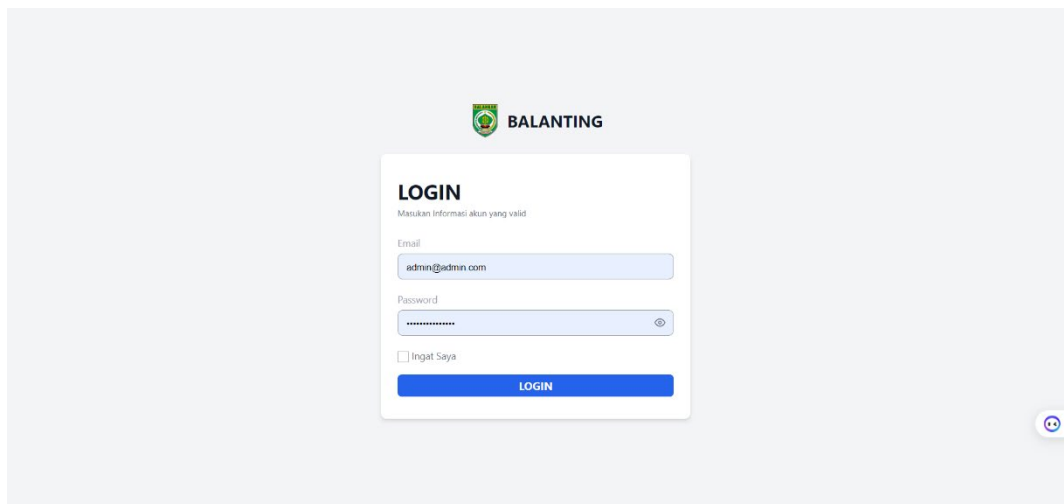 BALANTING
LOGIN
Masukan Informasi akun yang valid
Email
admin@admin.com
Password
Ingat Saya
LOGIN